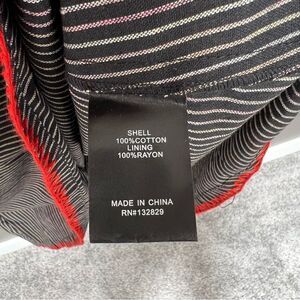 SHELL
100%COTTON
LINING
100%RAYON
MADE IN CHINA
RN#132829